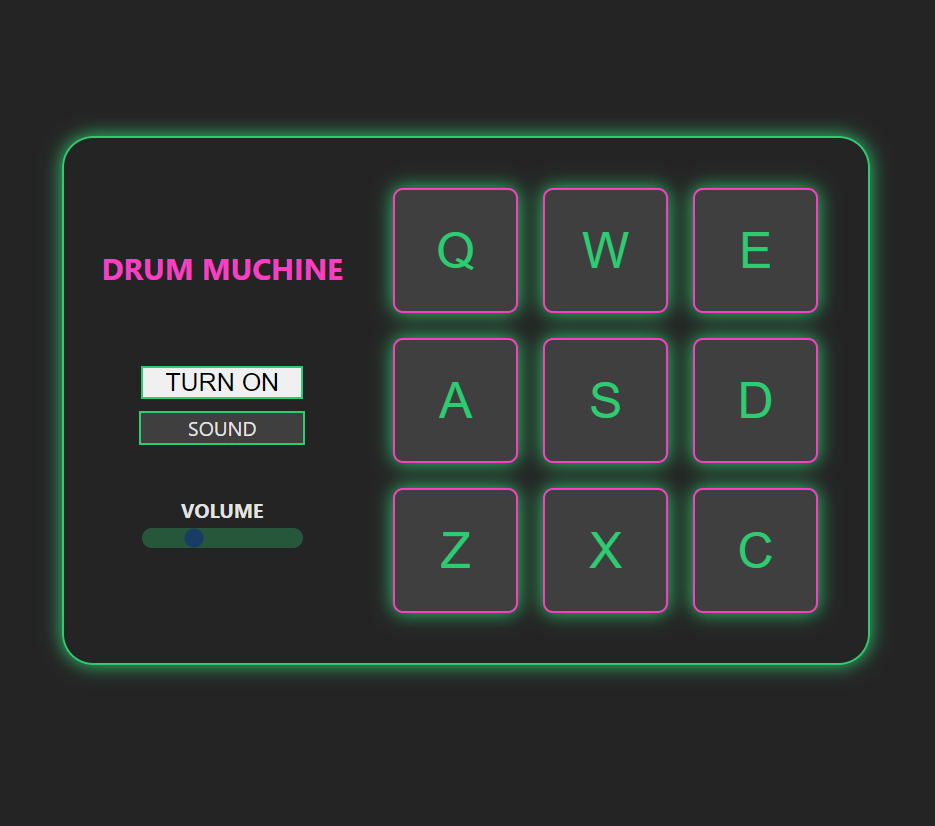 DRUM MUCHINE
TURN ON
SOUND
VOLUME
Q W E
A S D
Z X C